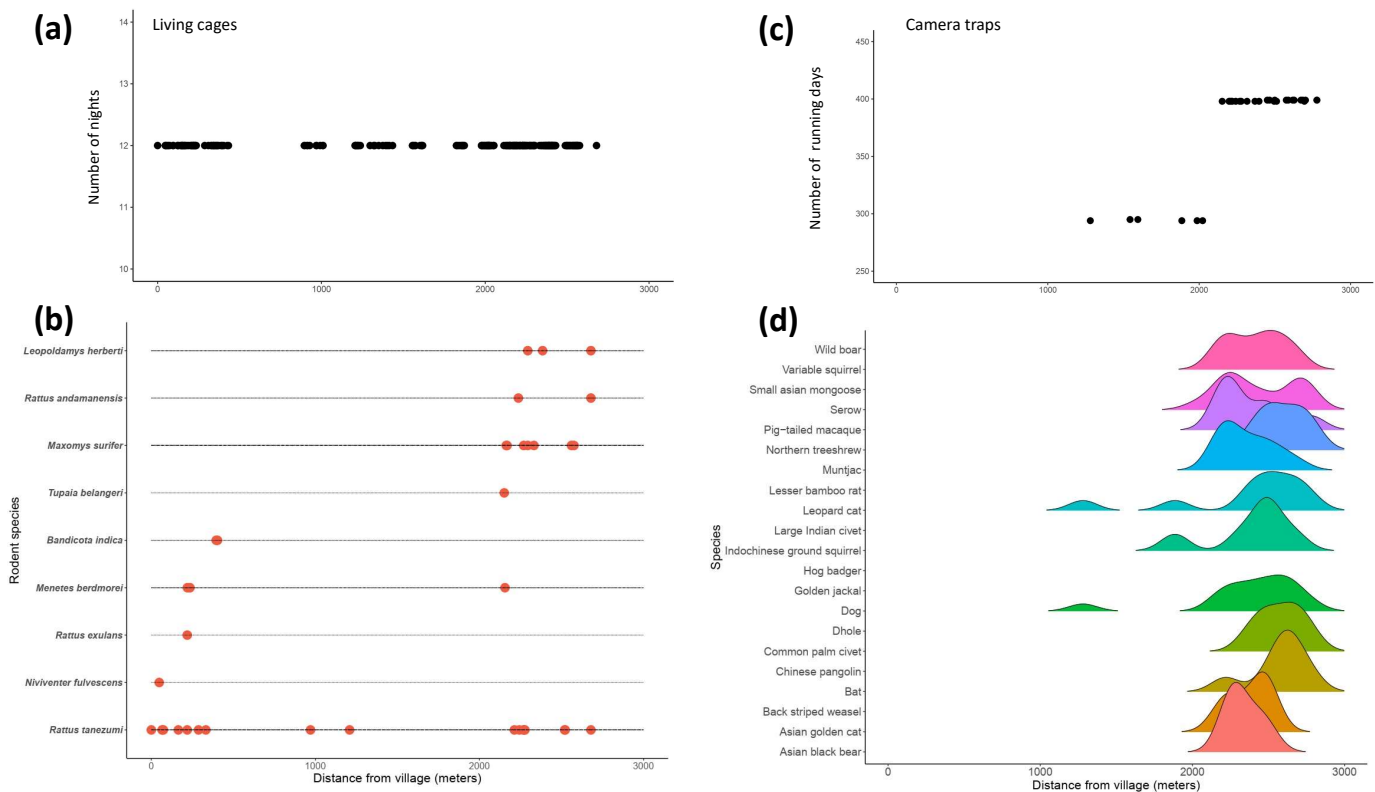 (a)
Living cages
Number of nights
14
13
12
11
10
0
1000
2000
3000
(c)
Camera traps
Number of running days
450
400
350
300
250
0
1000
2000
3000
(b)
Rodent species
Leopoldamys herberti
Rattus andamanensis
Maxomys surifer
Tupaia belangeri
Bandicota indica
Menetes berdmorei
Rattus exulans
Niviventer fulvescens
Rattus tanezumi
0
1000
2000
3000
Distance from village (meters)
(d)
Species
Wild boar
Variable squirrel
Small asian mongoose
Serow
Pig−tailed macaque
Northern treeshrew
Muntjac
Lesser bamboo rat
Leopard cat
Large Indian civet
Indochinese ground squirrel
Hog badger
Golden jackal
Dog
Dhole
Common palm civet
Chinese pangolin
Bat
Back striped weasel
Asian golden cat
Asian black bear
0
1000
2000
3000
Distance from village (meters)